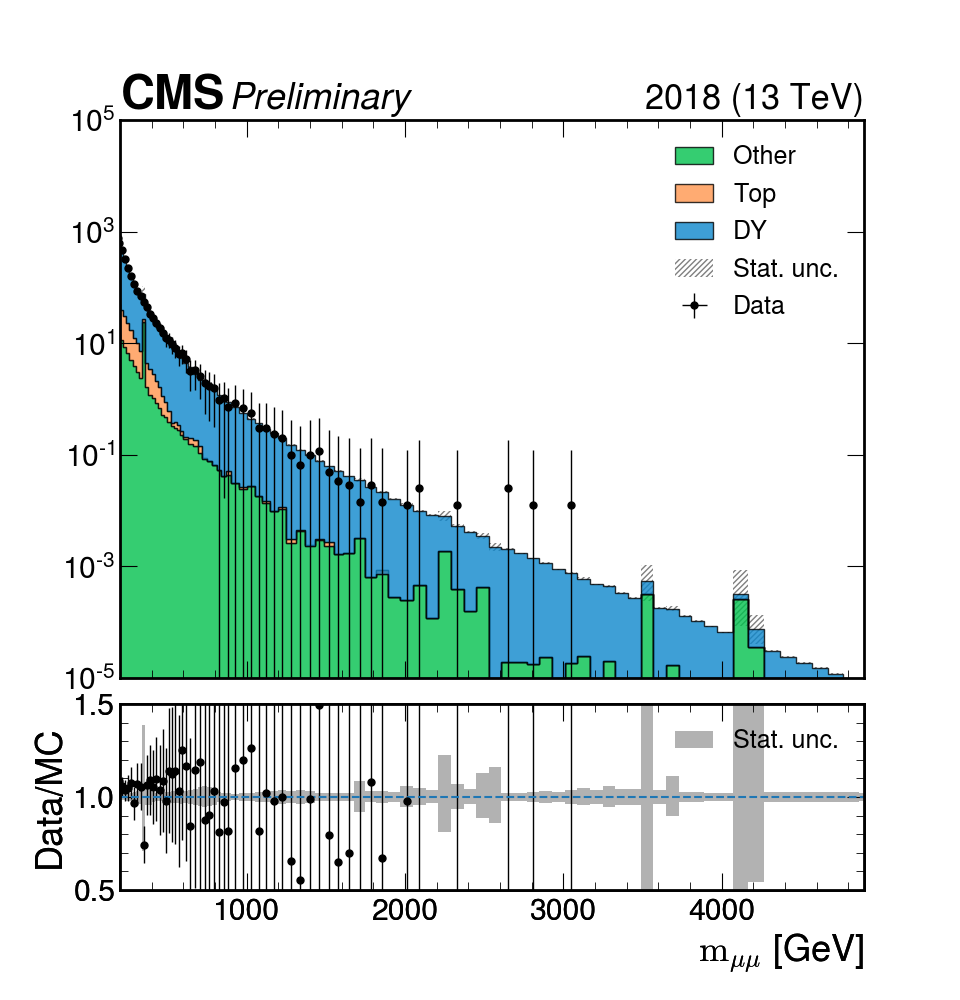 CMS Preliminary 2018 (13 TeV)
10^5
Other
Top
10^3
DY
Stat. unc.
Data
10^1
10^-1
10^-3
10^-5
1.5
Stat. unc.
1.0
0.5
Data/MC
1000 2000 3000 4000
m_μμ [GeV]